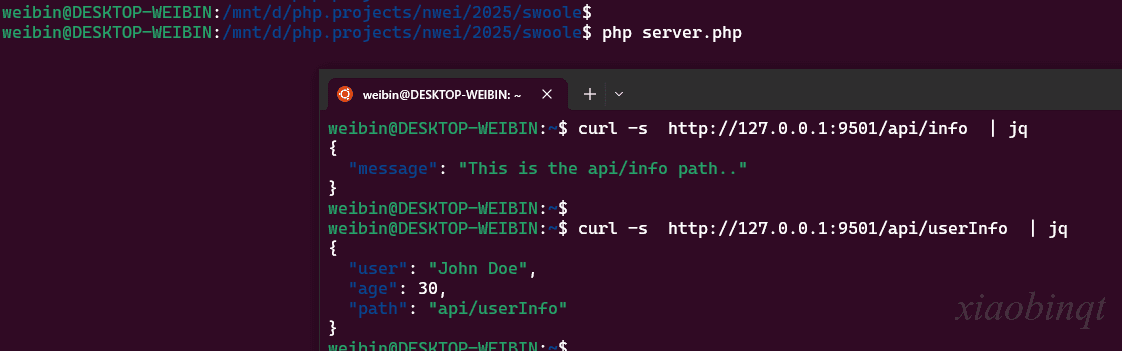 weibin@DESKTOP-WEIBIN:/mnt/d/php.projects/nwei/2025/swoole$
weibin@DESKTOP-WEIBIN:/mnt/d/php.projects/nwei/2025/swoole$ php server.php
weibin@DESKTOP-WEIBIN: ~
weibin@DESKTOP-WEIBIN:~$ curl -s  http://127.0.0.1:9501/api/info  | jq
{
  "message": "This is the api/info path.."
}
weibin@DESKTOP-WEIBIN:~$
weibin@DESKTOP-WEIBIN:~$ curl -s  http://127.0.0.1:9501/api/userInfo  | jq
{
  "user": "John Doe",
  "age": 30,
  "path": "api/userInfo"
}
weibin@DESKTOP-WEIBIN:~$
xiaobinqt